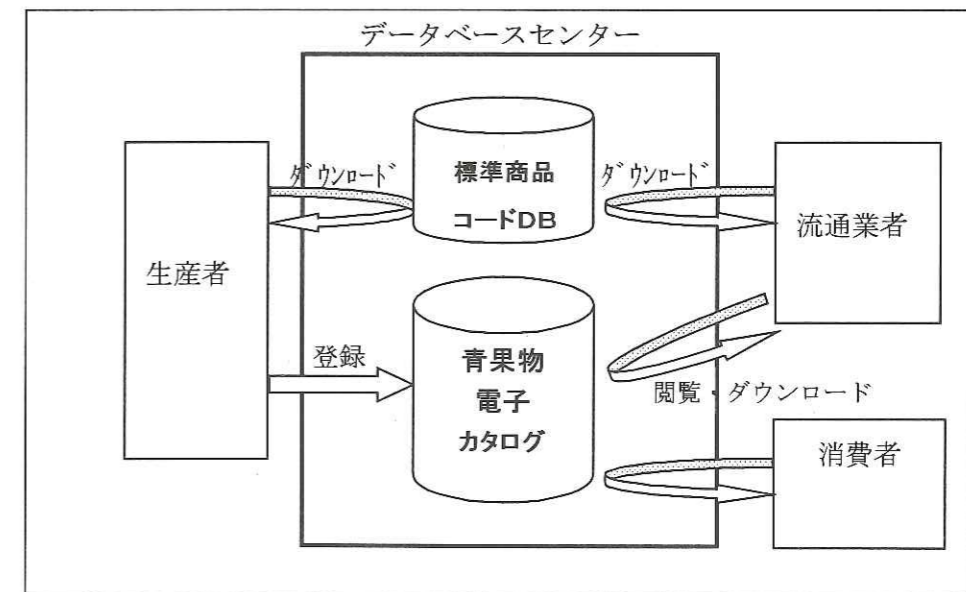 データベースセンター
ﾀﾞｳﾝﾛｰﾄﾞ
標準商品
コードDB
ﾀﾞｳﾝﾛｰﾄﾞ
流通業者
生産者
登録
青果物
電子
カタログ
閲覧・ダウンロード
消費者